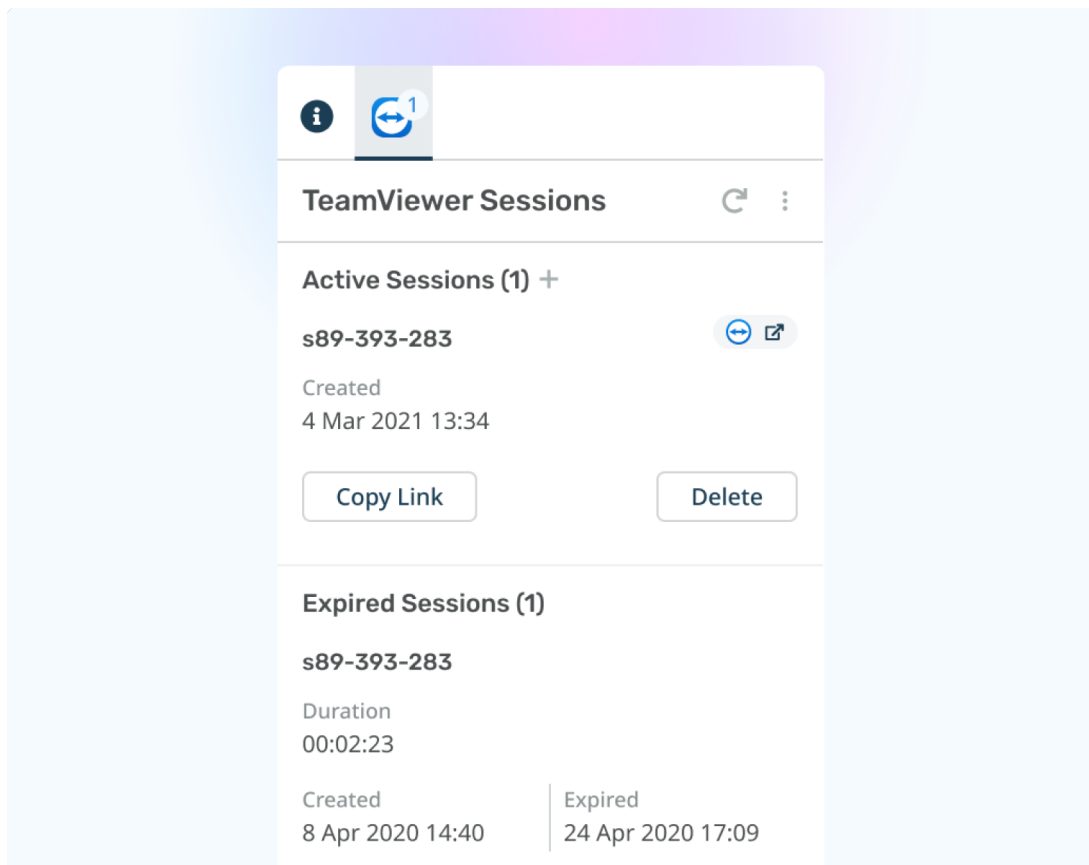 1
TeamViewer Sessions
Active Sessions (1) +
s89-393-283
Created
4 Mar 2021 13:34
Copy Link
Delete
Expired Sessions (1)
s89-393-283
Duration
00:02:23
Created
Expired
8 Apr 2020 14:40
24 Apr 2020 17:09